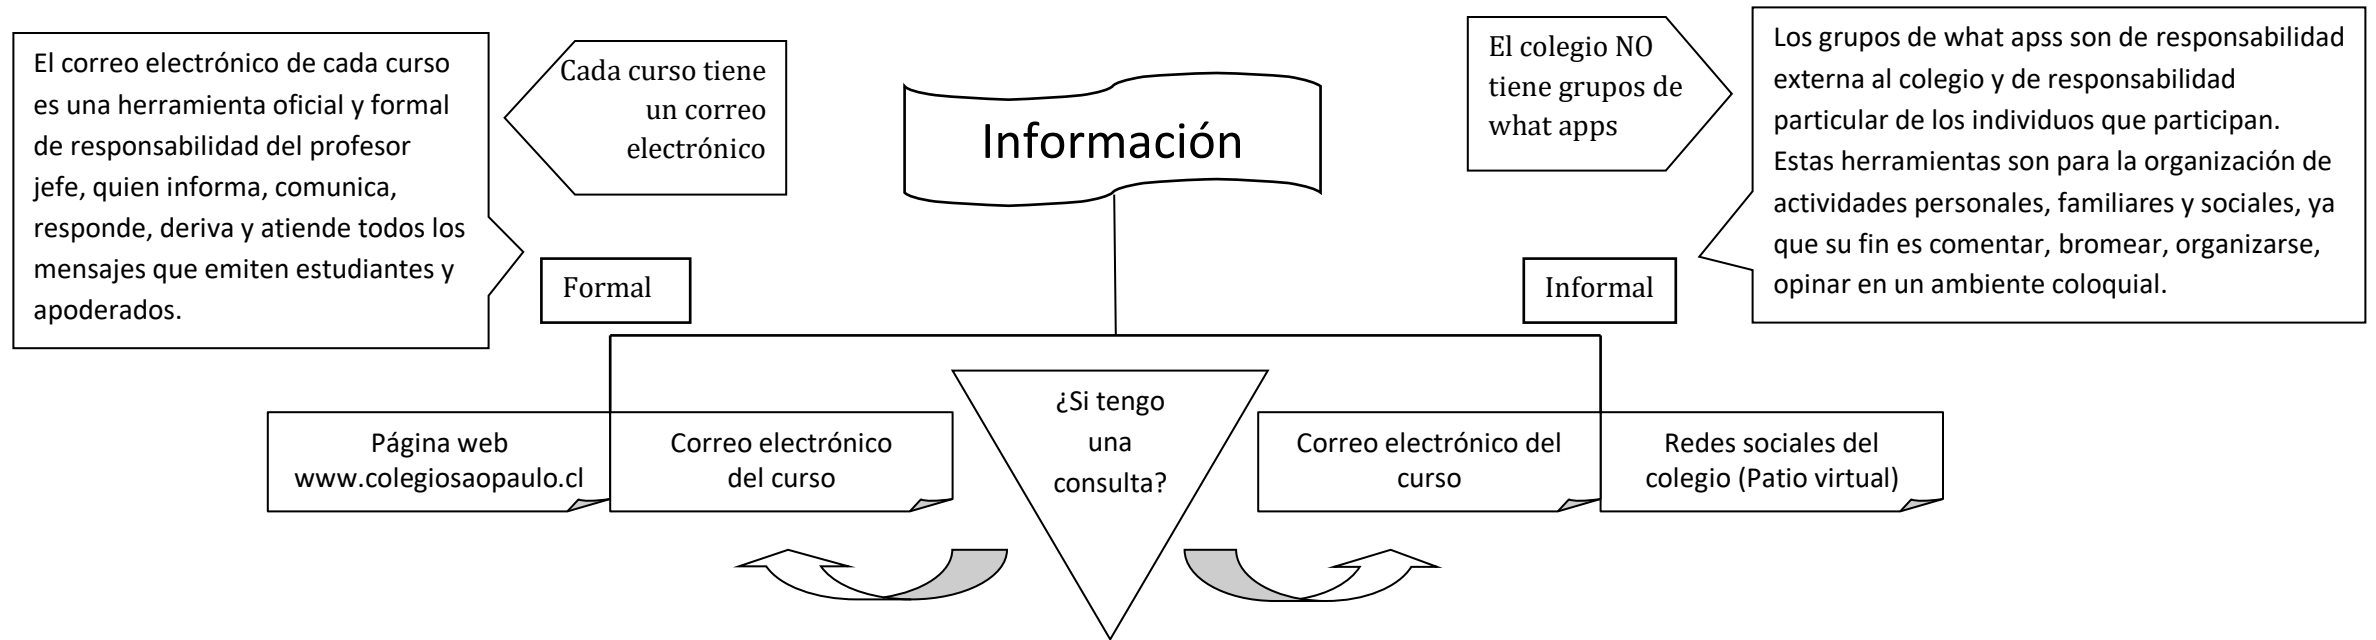 El correo electrónico de cada curso
es una herramienta oficial y formal
de responsabilidad del profesor
jefe, quien informa, comunica,
responde, deriva y atiende todos los
mensajes que emiten estudiantes y
apoderados.
Cada curso tiene
un correo
electrónico
Información
El colegio NO
tiene grupos de
what apps
Los grupos de what apss son de responsabilidad
externa al colegio y de responsabilidad
particular de los individuos que participan.
Estas herramientas son para la organización de
actividades personales, familiares y sociales, ya
que su fin es comentar, bromear, organizarse,
opinar en un ambiente coloquial.
Formal
Informal
Página web
www.colegiosaopaulo.cl
Correo electrónico
del curso
¿Si tengo
una
consulta?
Correo electrónico del
curso
Redes sociales del
colegio (Patio virtual)